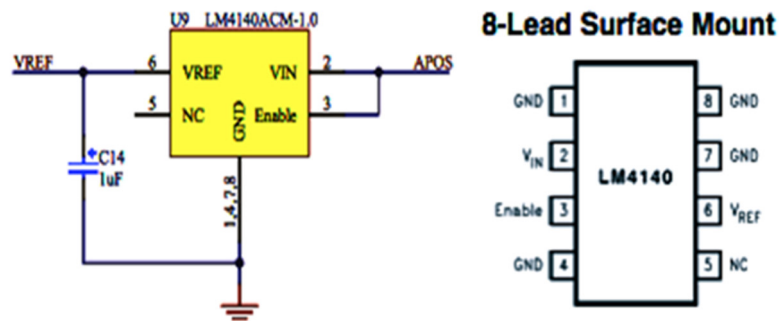 U9 LM4140ACM-1.0
VREF 6 VREF VIN 2 APOS
5 NC Enable 3
GND
C14
1uF
1,4,7,8
8-Lead Surface Mount
GND 1 8 GND
VIN 2 7 GND
LM4140
Enable 3 6 VREF
GND 4 5 NC